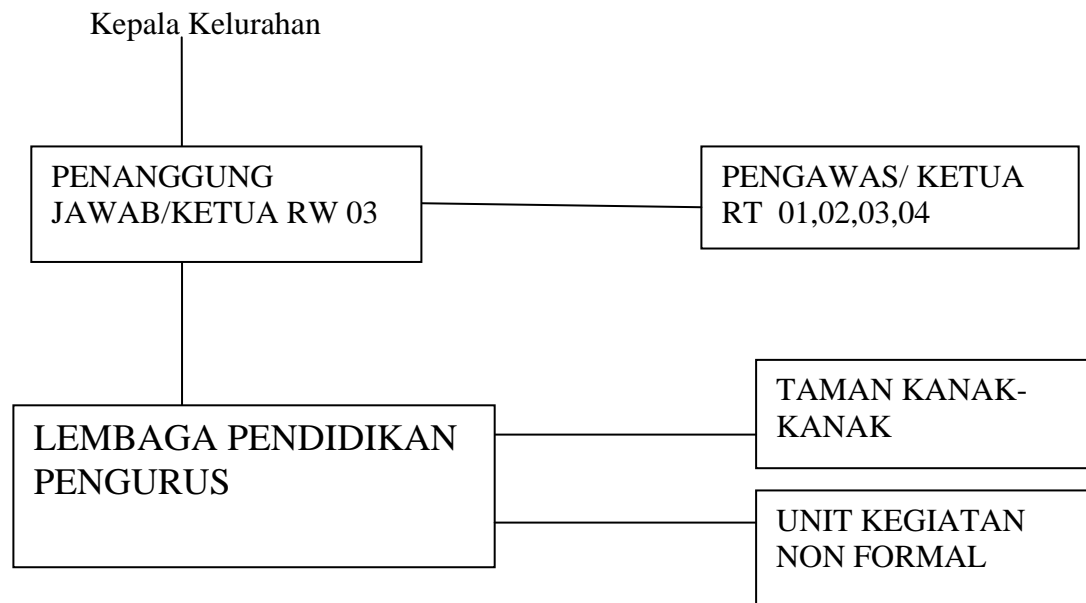 Kepala Kelurahan
PENANGGUNG
JAWAB/KETUA RW 03
PENGAWAS/ KETUA
RT 01,02,03,04
LEMBAGA PENDIDIKAN
PENGURUS
TAMAN KANAK-
KANAK
UNIT KEGIATAN
NON FORMAL